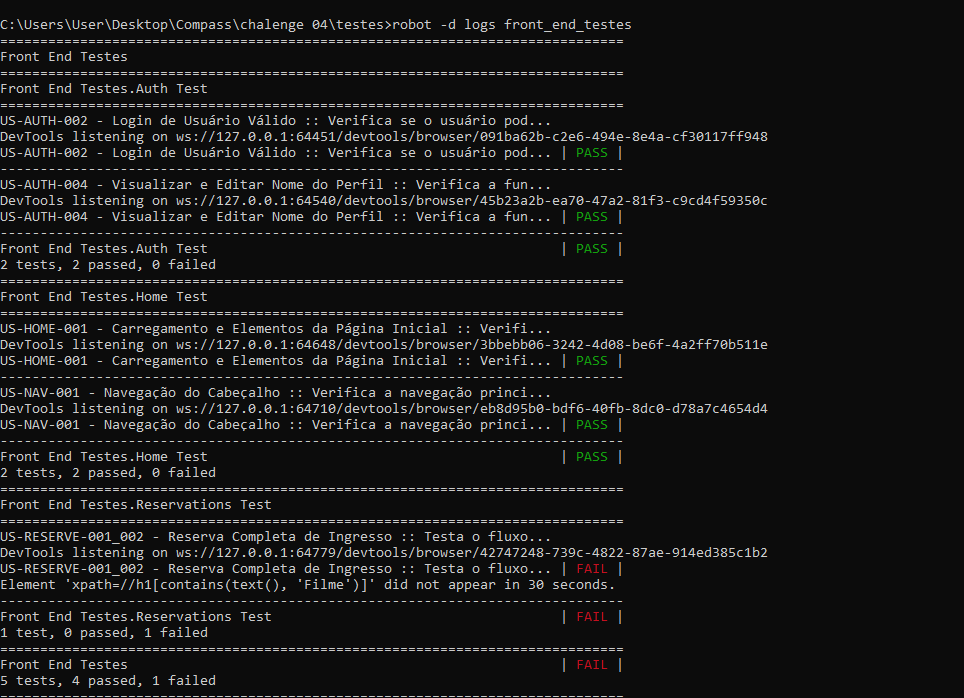 C:\Users\User\Desktop\Compass\chalenge 04\testes>robot -d logs front_end_testes
==============================================================================
Front End Testes
==============================================================================
Front End Testes.Auth Test
==============================================================================
US-AUTH-002 - Login de Usuário Válido :: Verifica se o usuário pod...
DevTools listening on ws://127.0.0.1:64451/devtools/browser/091ba62b-c2e6-494e-8e4a-cf30117ff948
US-AUTH-002 - Login de Usuário Válido :: Verifica se o usuário pod... | PASS |
------------------------------------------------------------------------------
US-AUTH-004 - Visualizar e Editar Nome do Perfil :: Verifica a fun...
DevTools listening on ws://127.0.0.1:64540/devtools/browser/45b23a2b-ea70-47a2-81f3-c9cd4f59350c
US-AUTH-004 - Visualizar e Editar Nome do Perfil :: Verifica a fun... | PASS |
------------------------------------------------------------------------------
Front End Testes.Auth Test                                            | PASS |
2 tests, 2 passed, 0 failed
==============================================================================
Front End Testes.Home Test
==============================================================================
US-HOME-001 - Carregamento e Elementos da Página Inicial :: Verifi...
DevTools listening on ws://127.0.0.1:64648/devtools/browser/3bbebb06-3242-4d08-be6f-4a2ff70b511e
US-HOME-001 - Carregamento e Elementos da Página Inicial :: Verifi... | PASS |
------------------------------------------------------------------------------
US-NAV-001 - Navegação do Cabeçalho :: Verifica a navegação princi...
DevTools listening on ws://127.0.0.1:64710/devtools/browser/eb8d95b0-bdf6-40fb-8dc0-d78a7c4654d4
US-NAV-001 - Navegação do Cabeçalho :: Verifica a navegação princi... | PASS |
------------------------------------------------------------------------------
Front End Testes.Home Test                                            | PASS |
2 tests, 2 passed, 0 failed
==============================================================================
Front End Testes.Reservations Test
==============================================================================
US-RESERVE-001_002 - Reserva Completa de Ingresso :: Testa o fluxo...
DevTools listening on ws://127.0.0.1:64779/devtools/browser/42747248-739c-4822-87ae-914ed385c1b2
US-RESERVE-001_002 - Reserva Completa de Ingresso :: Testa o fluxo... | FAIL |
Element 'xpath=//h1[contains(text(), 'Filme')]' did not appear in 30 seconds.
------------------------------------------------------------------------------
Front End Testes.Reservations Test                                    | FAIL |
1 test, 0 passed, 1 failed
==============================================================================
Front End Testes                                                      | FAIL |
5 tests, 4 passed, 1 failed
==============================================================================